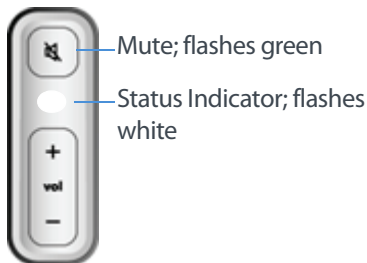 Mute; flashes green
Status Indicator; flashes
white
+
vol
−